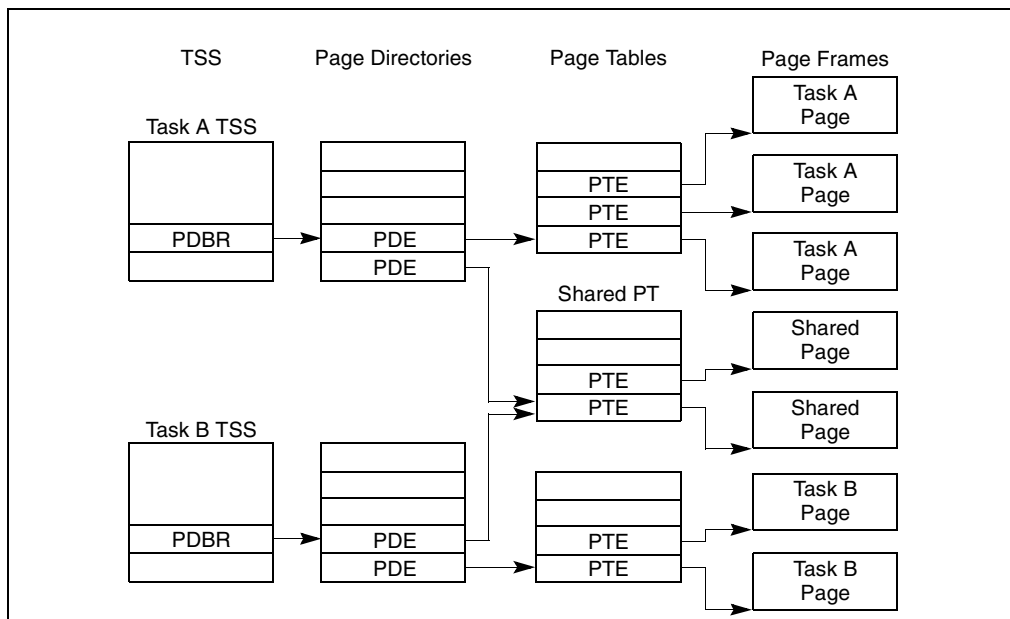 TSS
Page Directories
Page Tables
Page Frames
Task A
Page
Task A TSS
PTE
Task A
Page
PTE
PDBR
PDE
PTE
Task A
Page
PDE
Shared PT
Shared
Page
PTE
PTE
Shared
Page
Task B TSS
Task B
Page
PDBR
PDE
PTE
PDE
PTE
Task B
Page